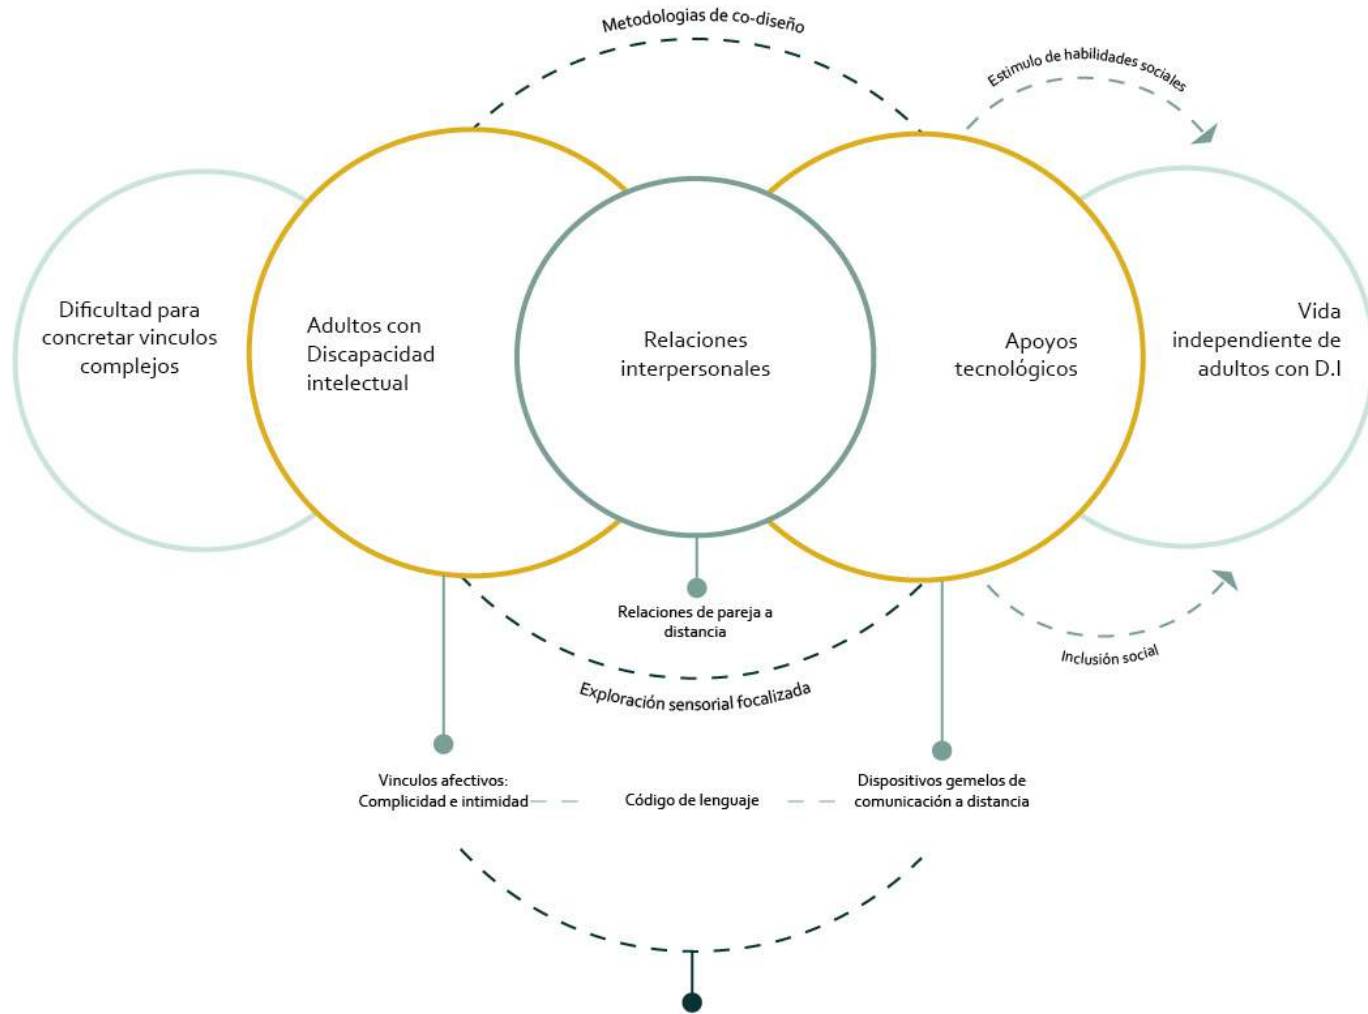 Metodologias de co-diseño
Estimulo de habilidades sociales
Dificultad para
concretar vinculos
complejos
Adultos con
Discapacidad
intelectual
Relaciones
interpersonales
Apoyos
tecnológicos
Vida
independiente de
adultos con D.I
Relaciones de pareja a
distancia
Exploración sensorial focalizada
Inclusión social
Vinculos afectivos:
Complicidad e intimidad
Código de lenguaje
Dispositivos gemelos de
comunicación a distancia